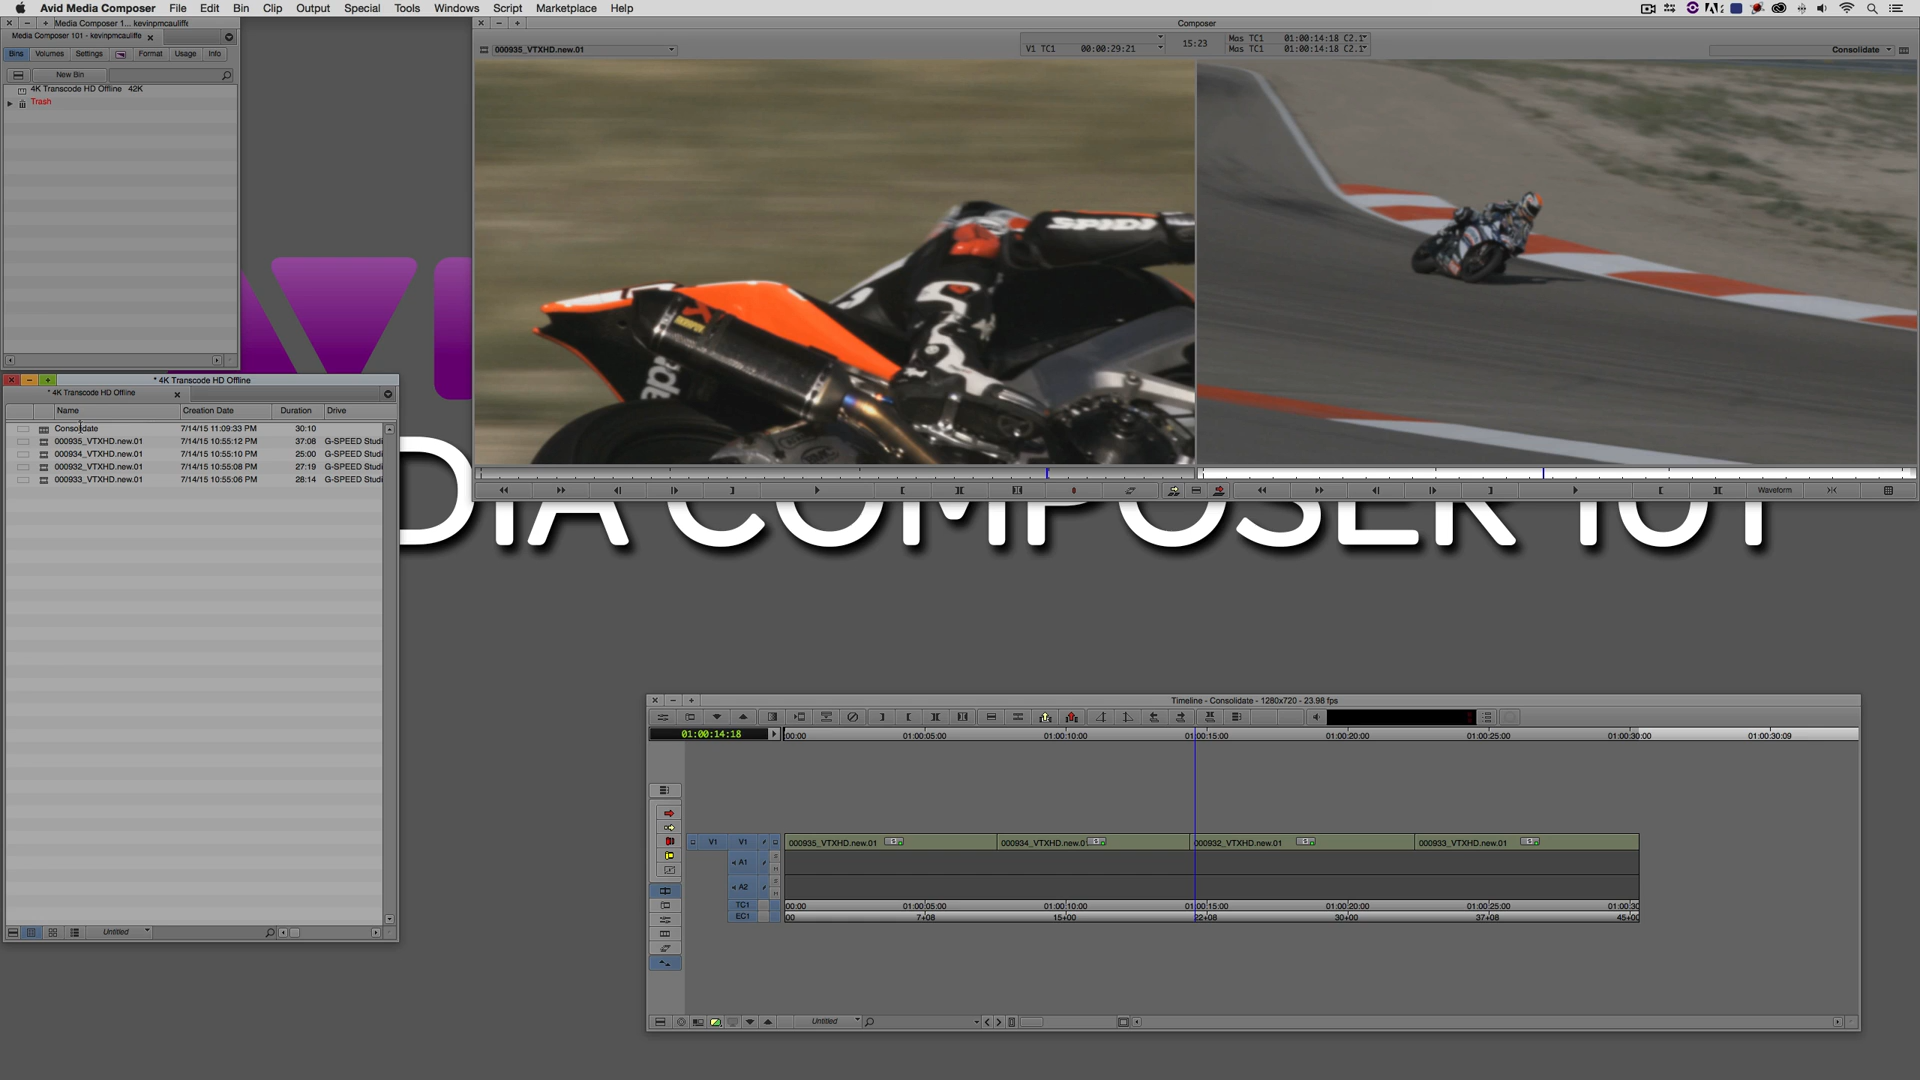 Avid Media Composer File Edit Bin Clip Output Special Tools Windows Script Marketplace Help
Media Composer 1... kevinpmcauliffe
Media Composer 101 - kevinpmcauliffe
Bins Volumes Settings Format Usage Info
New Bin
4K Transcode HD Offline 42K
Trash
Composer
000935_VTXHD.new.01
V1 TC1 00:00:29:21
15:23
Mas TC1 01:00:14:18 C2.1
Mas TC1 01:00:14:18 C2.1
Consolidate
SPIDI
* 4K Transcode HD Offline
* 4K Transcode HD Offline
Name Creation Date Duration Drive
Consolidate 7/14/15 11:09:33 PM 30:10
000935_VTXHD.new.01 7/14/15 10:55:12 PM 37:08 G-SPEED Studi
000934_VTXHD.new.01 7/14/15 10:55:10 PM 25:00 G-SPEED Studi
000932_VTXHD.new.01 7/14/15 10:55:08 PM 27:19 G-SPEED Studi
000933_VTXHD.new.01 7/14/15 10:55:06 PM 28:14 G-SPEED Studi
Untitled
Waveform
DIA COMPOSER 101
Timeline - Consolidate - 1280x720 - 23.98 fps
01:00:14:18
00:00 01:00:05:00 01:00:10:00 01:00:15:00 01:00:20:00 01:00:25:00 01:00:30:00 01:00:30:09
V1 V1 000935_VTXHD.new.01 000934_VTXHD.new.0 000932_VTXHD.new.01 000933_VTXHD.new.01
A1
A2
TC1 00:00 01:00:05:00 01:00:10:00 01:00:15:00 01:00:20:00 01:00:25:00 01:00:30
EC1 00 7+08 15+00 22+08 30+00 37+08 45+00
Untitled